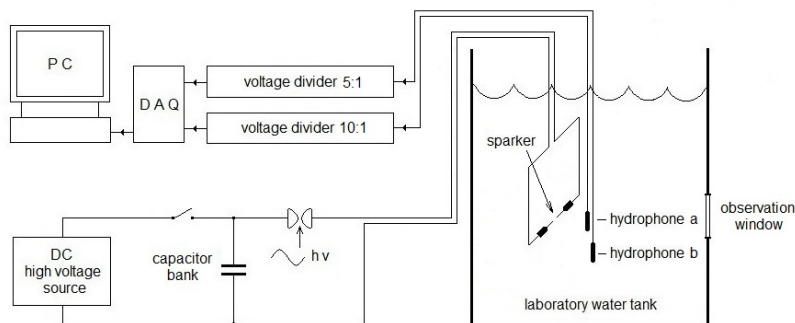 P C
D A Q
voltage divider 5:1
voltage divider 10:1
sparker
hydrophone a
hydrophone b
observation
window
DC
high voltage
source
capacitor
bank
h v
laboratory water tank